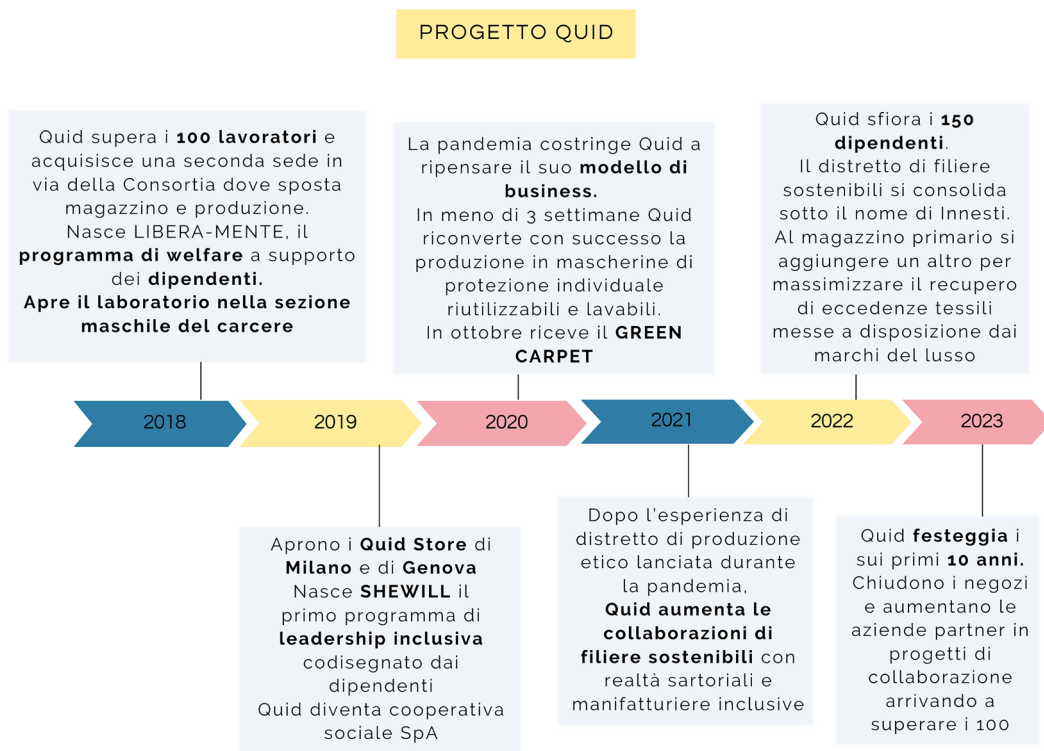 PROGETTO QUID
Quid supera i 100 lavoratori e
acquisisce una seconda sede in
via della Consortia dove sposta
magazzino e produzione.
Nasce LIBERA-MENTE, il
programma di welfare a supporto
dei dipendenti.
Apre il laboratorio nella sezione
maschile del carcere
La pandemia costringe Quid a
ripensare il suo modello di
business.
In meno di 3 settimane Quid
riconverte con successo la
produzione in mascherine di
protezione individuale
riutilizzabili e lavabili.
In ottobre riceve il GREEN
CARPET
Quid sfiora i 150
dipendenti.
Il distretto di filiere
sostenibili si consolida
sotto il nome di Innesti.
Al magazzino primario si
aggiungere un altro per
massimizzare il recupero
di eccedenze tessili
messe a disposizione dai
marchi del lusso
2018
2019
2020
2021
2022
2023
Aprono i Quid Store di
Milano e di Genova
Nasce SHEWILL il
primo programma di
leadership inclusiva
codisegnato dai
dipendenti
Quid diventa cooperativa
sociale SpA
Dopo l'esperienza di
distretto di produzione
etico lanciata durante
la pandemia,
Quid aumenta le
collaborazioni di
filiere sostenibili con
realtà sartoriali e
manifatturiere inclusive
Quid festeggia i
sui primi 10 anni.
Chiudono i negozi
e aumentano le
aziende partner in
progetti di
collaborazione
arrivando a
superare i 100